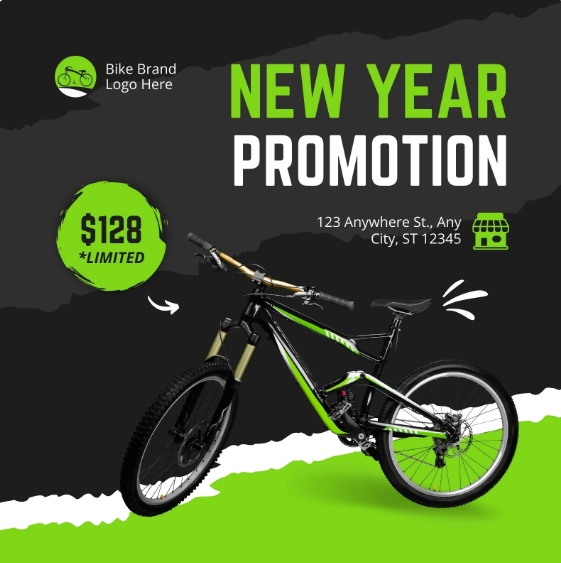 Bike Brand
Logo Here
NEW YEAR
PROMOTION
123 Anywhere St., Any
City, ST 12345
$128
*LIMITED